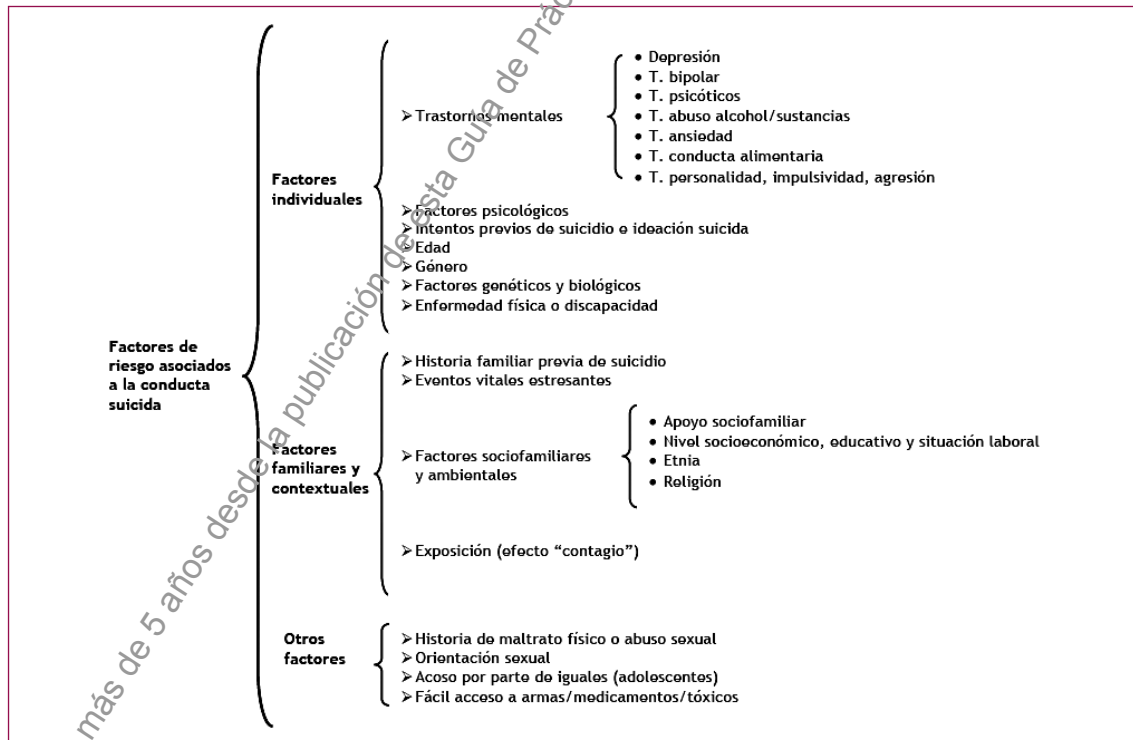 más de 5 años desde la publicación de esta Guía de Prác
Factores de
riesgo asociados
a la conducta
suicida
Factores
individuales
➢ Trastornos mentales
• Depresión
• T. bipolar
• T. psicóticos
• T. abuso alcohol/sustancias
• T. ansiedad
• T. conducta alimentaria
• T. personalidad, impulsividad, agresión
➢ Factores psicológicos
➢ Intentos previos de suicidio e ideación suicida
➢ Edad
➢ Género
➢ Factores genéticos y biológicos
➢ Enfermedad física o discapacidad
Factores
familiares y
contextuales
➢ Historia familiar previa de suicidio
➢ Eventos vitales estresantes
➢ Factores sociofamiliares
y ambientales
• Apoyo sociofamiliar
• Nivel socioeconómico, educativo y situación laboral
• Etnia
• Religión
➢ Exposición (efecto “contagio”)
Otros
factores
➢ Historia de maltrato físico o abuso sexual
➢ Orientación sexual
➢ Acoso por parte de iguales (adolescentes)
➢ Fácil acceso a armas/medicamentos/tóxicos